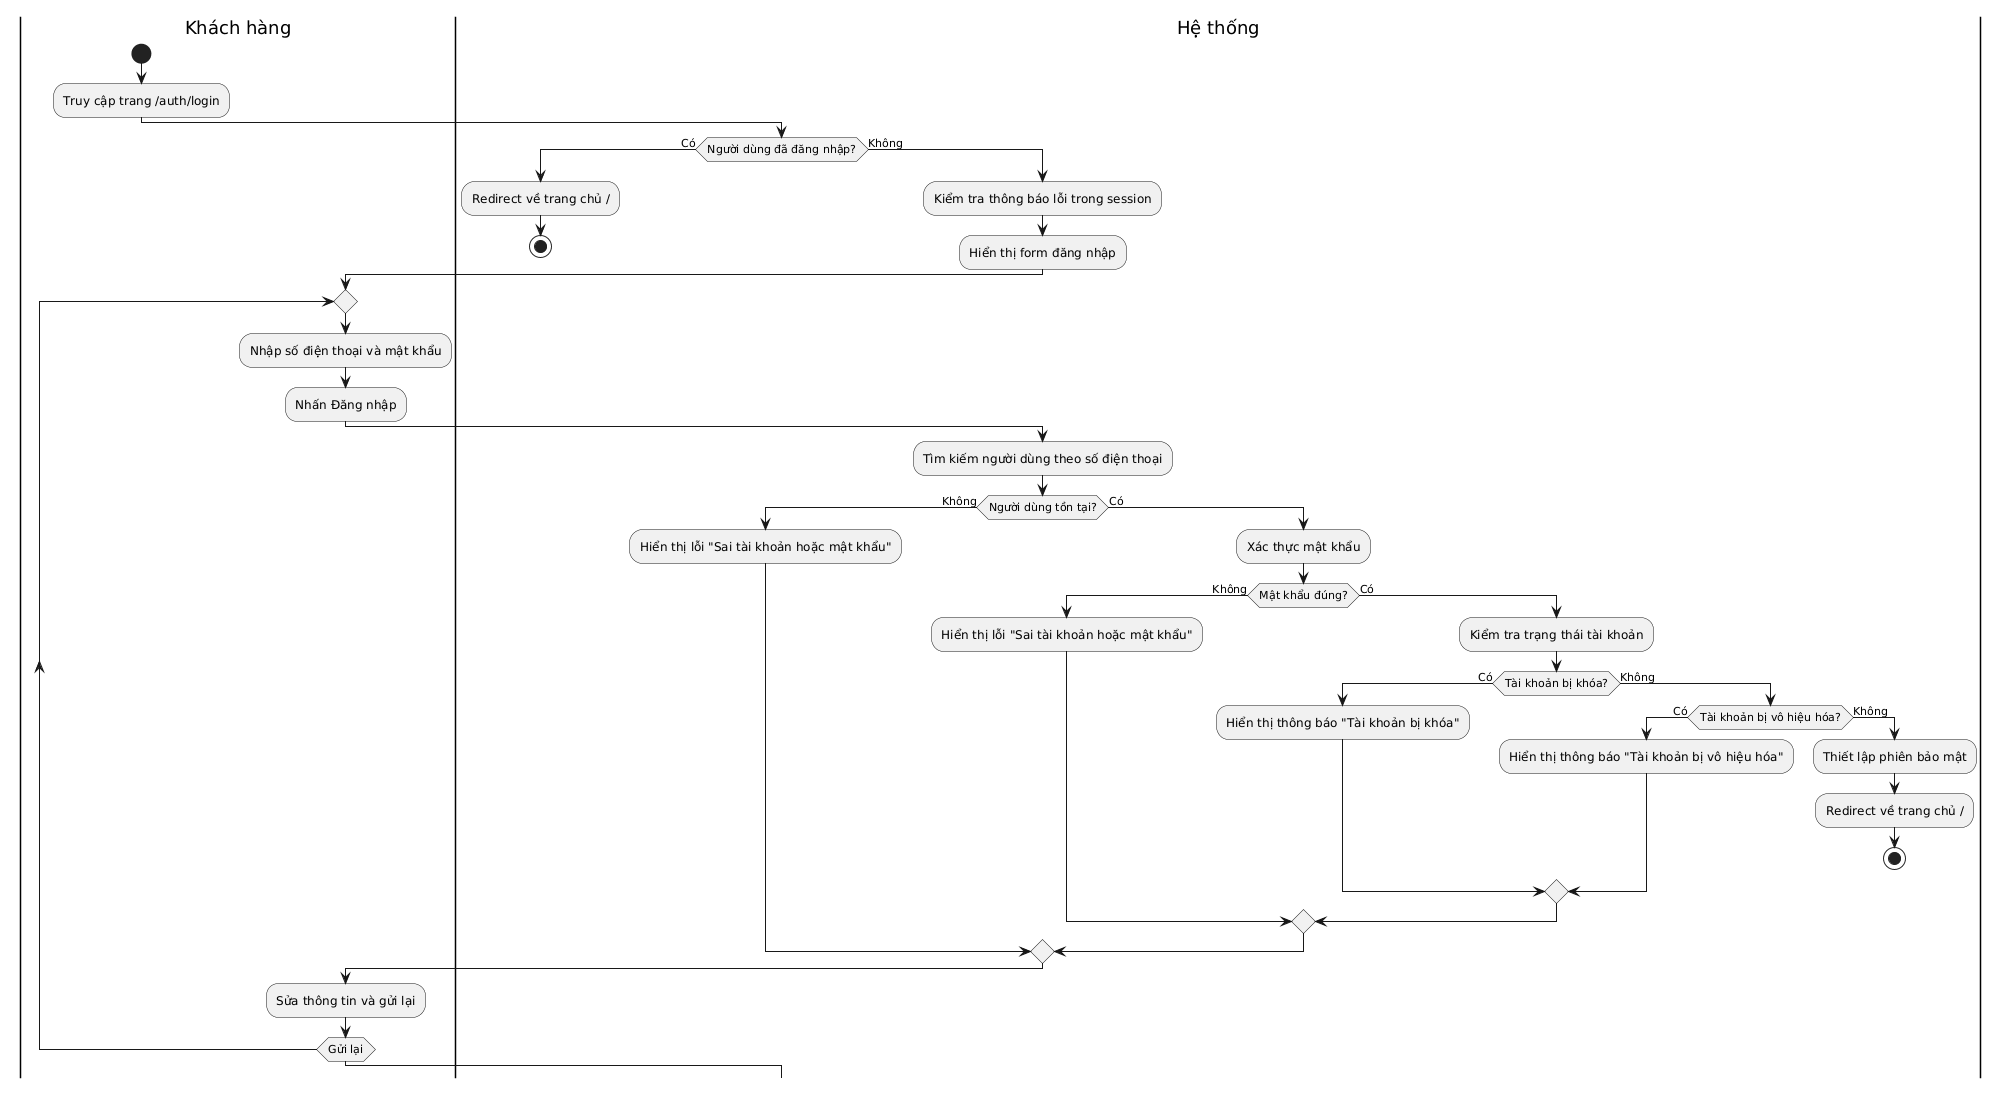 Khách hàng
Hệ thống
Truy cập trang /auth/login
Có
Người dùng đã đăng nhập?
Không
Redirect về trang chủ /
Kiểm tra thông báo lỗi trong session
Hiển thị form đăng nhập
Nhập số điện thoại và mật khẩu
Nhấn Đăng nhập
Tìm kiếm người dùng theo số điện thoại
Không
Người dùng tồn tại?
Có
Hiển thị lỗi "Sai tài khoản hoặc mật khẩu"
Xác thực mật khẩu
Không
Mật khẩu đúng?
Có
Hiển thị lỗi "Sai tài khoản hoặc mật khẩu"
Kiểm tra trạng thái tài khoản
Có
Tài khoản bị khóa?
Không
Hiển thị thông báo "Tài khoản bị khóa"
Có
Tài khoản bị vô hiệu hóa?
Không
Hiển thị thông báo "Tài khoản bị vô hiệu hóa"
Thiết lập phiên bảo mật
Redirect về trang chủ /
Sửa thông tin và gửi lại
Gửi lại